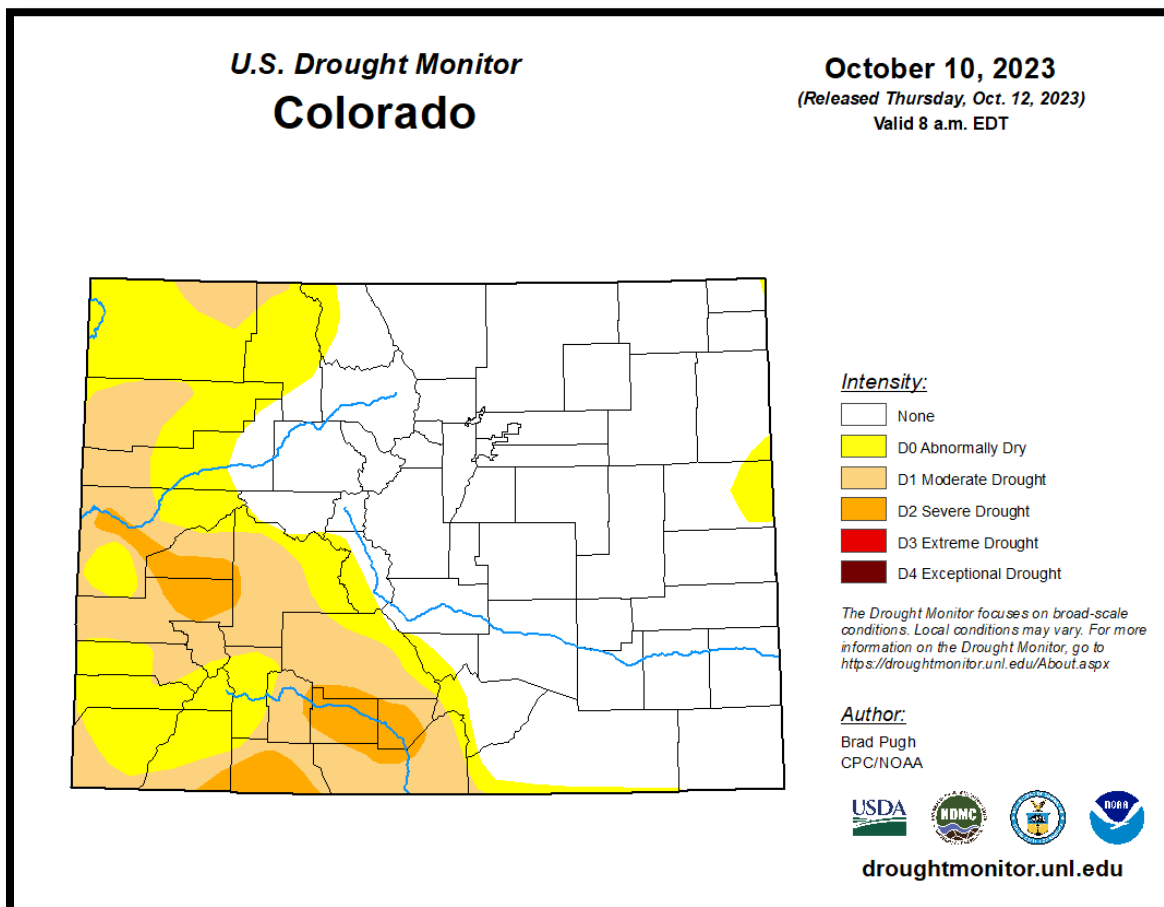 U.S. Drought Monitor
Colorado
October 10, 2023
(Released Thursday, Oct. 12, 2023)
Valid 8 a.m. EDT
Intensity:
None
D0 Abnormally Dry
D1 Moderate Drought
D2 Severe Drought
D3 Extreme Drought
D4 Exceptional Drought
The Drought Monitor focuses on broad-scale
conditions. Local conditions may vary. For more
information on the Drought Monitor, go to
https://droughtmonitor.unl.edu/About.aspx
Author:
Brad Pugh
CPC/NOAA
USDA
NDMC
NOAA
droughtmonitor.unl.edu